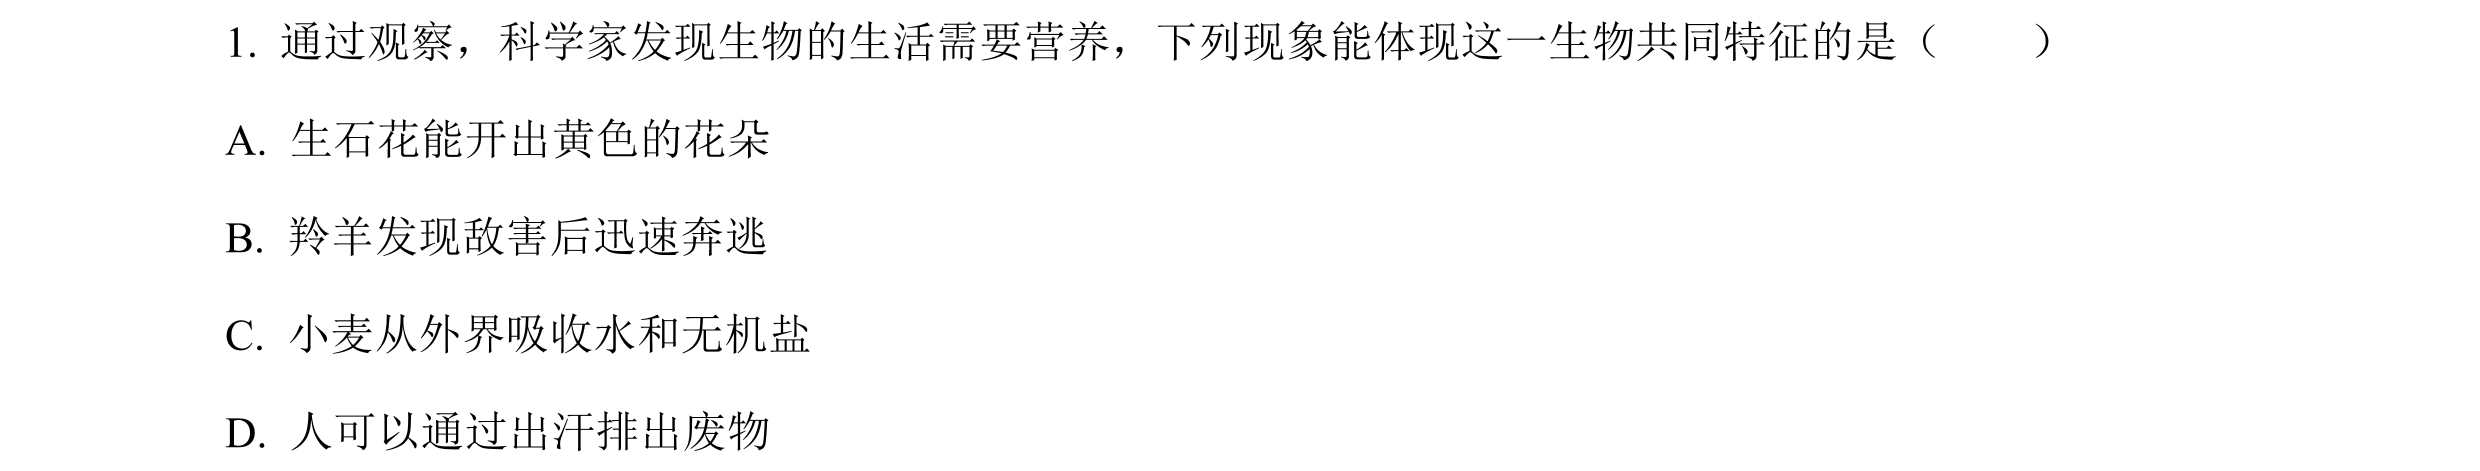 1. 通过观察，科学家发现生物的生活需要营养，下列现象能体现这一生物共同特征的是（　　）
A. 生石花能开出黄色的花朵
B. 羚羊发现敌害后迅速奔逃
C. 小麦从外界吸收水和无机盐
D. 人可以通过出汗排出废物